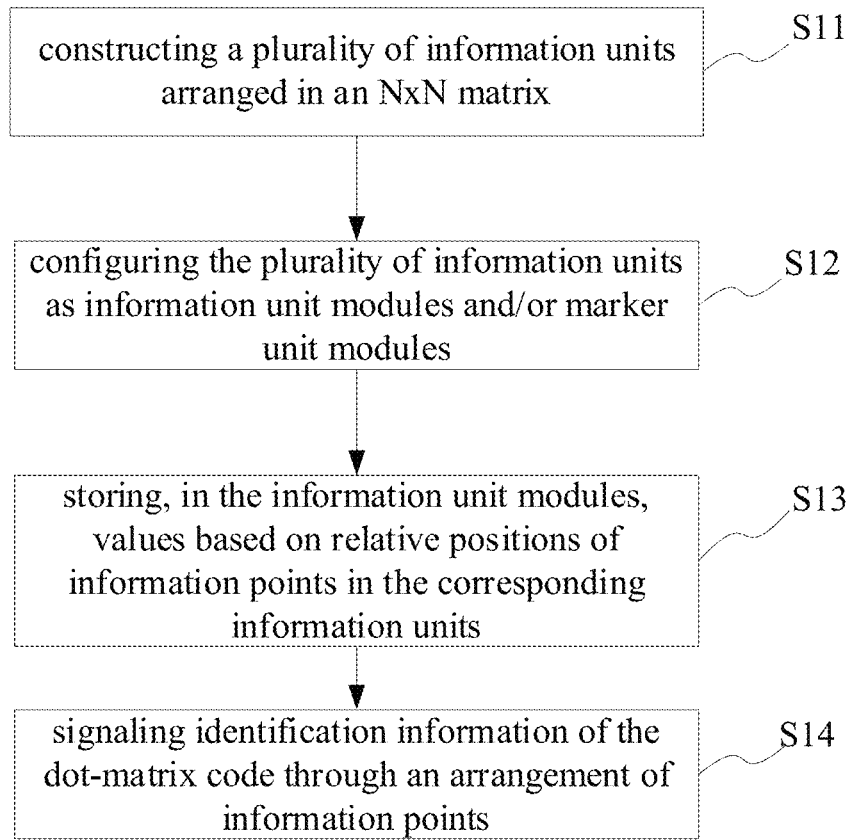 constructing a plurality of information units
arranged in an NxN matrix
S11
configuring the plurality of information units
as information unit modules and/or marker
unit modules
S12
storing, in the information unit modules,
values based on relative positions of
information points in the corresponding
information units
S13
signaling identification information of the
dot-matrix code through an arrangement of
information points
S14